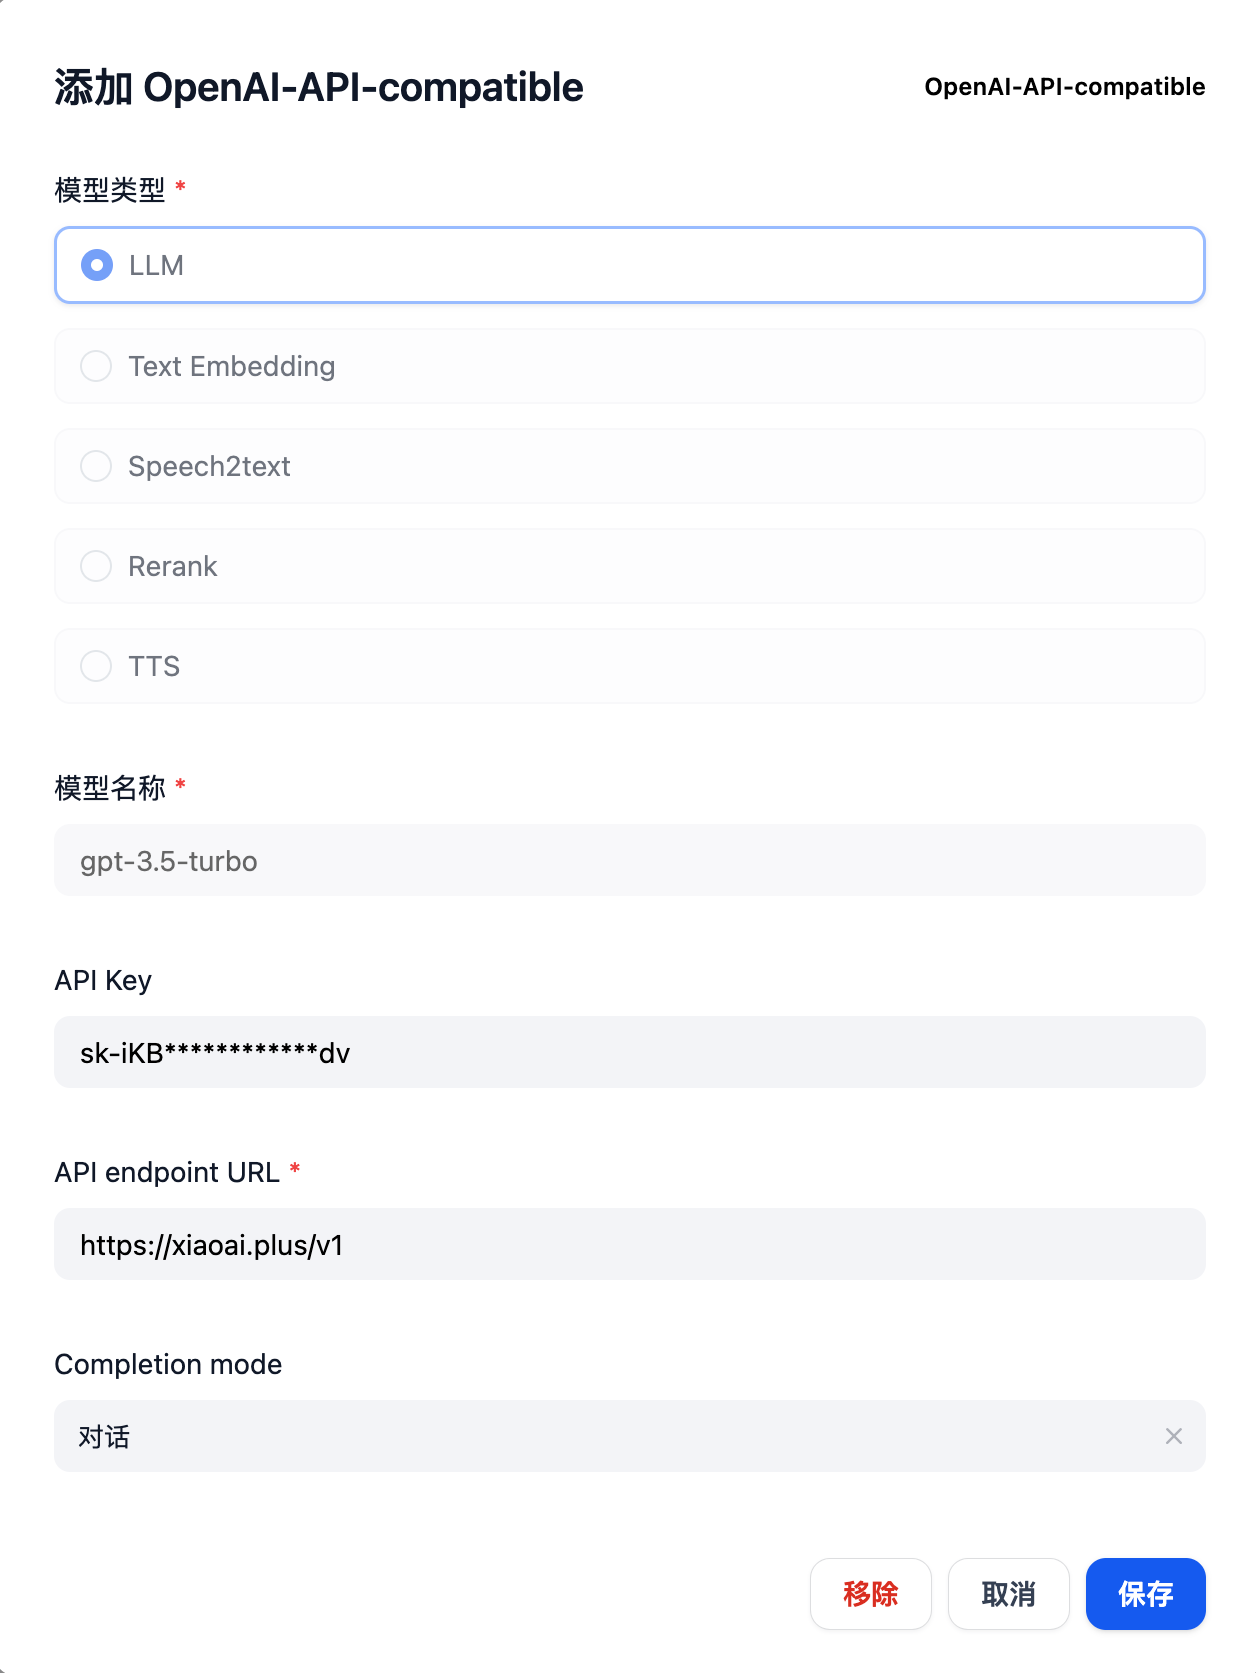 添加 OpenAI-API-compatible
OpenAI-API-compatible
模型类型 *
LLM
Text Embedding
Speech2text
Rerank
TTS
模型名称 *
gpt-3.5-turbo
API Key
sk-iKB************dv
API endpoint URL *
https://xiaoai.plus/v1
Completion mode
对话
移除 取消 保存